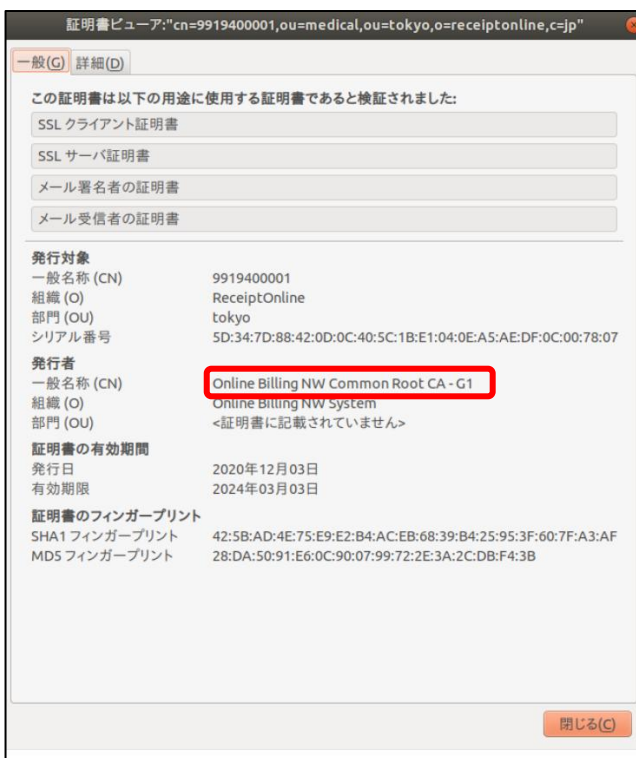 証明書ビューア:"cn=9919400001,ou=medical,ou=tokyo,o=receiptonline,c=jp"
一般(G) 詳細(D)
この証明書は以下の用途に使用する証明書であると検証されました:
SSL クライアント証明書
SSL サーバ証明書
メール署名者の証明書
メール受信者の証明書
発行対象
一般名称 (CN) 9919400001
組織 (O) ReceiptOnline
部門 (OU) tokyo
シリアル番号 5D:34:7D:88:42:0D:0C:40:5C:1B:E1:04:0E:A5:AE:DF:0C:00:78:07
発行者
一般名称 (CN) Online Billing NW Common Root CA - G1
組織 (O) Online Billing NW System
部門 (OU) <証明書に記載されていません>
証明書の有効期間
発行日 2020年12月03日
有効期限 2024年03月03日
証明書のフィンガープリント
SHA1 フィンガープリント 42:5B:AD:4E:75:E9:E2:B4:AC:EB:68:39:B4:25:95:3F:60:7F:A3:AF
MD5 フィンガープリント 28:DA:50:91:E6:0C:90:07:99:72:2E:3A:2C:DB:F4:3B
閉じる(C)